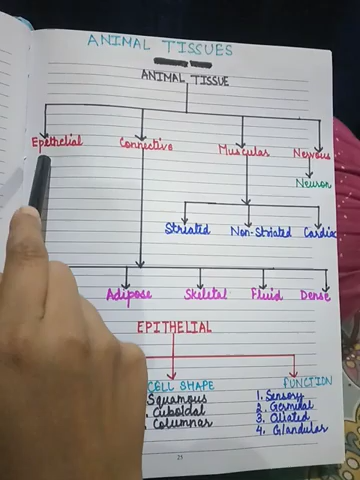 ANIMAL TISSUES
ANIMAL TISSUE
Epethelial Connective Muscular Nervous
Neuron
Striated Non-Striated Cardiac
Adipose Skeletal Fluid Dense
EPITHELIAL
CELL SHAPE FUNCTION
Squamous 1. Sensory
. Cuboidal 2. Germinal
. Columnar 3. Ciliated
4. Glandular
25